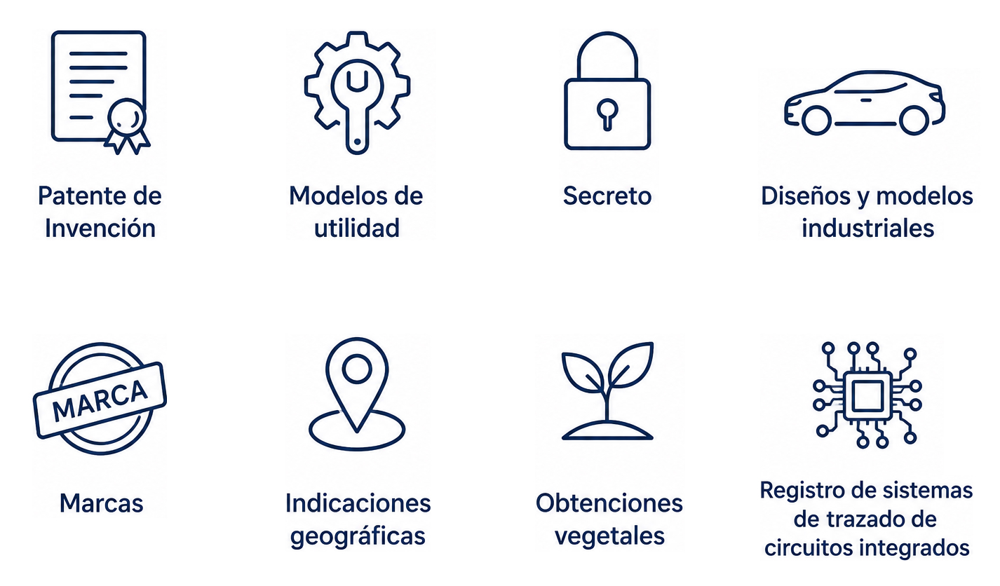 Patente de
Invención
Modelos de
utilidad
Secreto
Diseños y modelos
industriales
MARCA
Marcas
Indicaciones
geográficas
Obtenciones
vegetales
Registro de sistemas
de trazado de
circuitos integrados